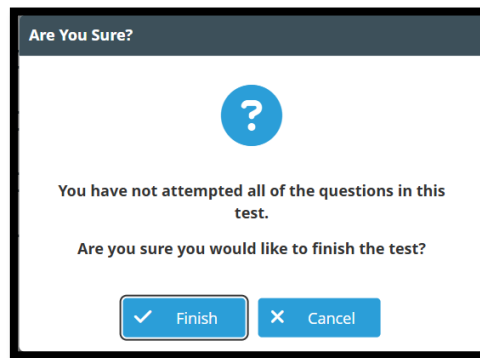 Are You Sure?
?
You have not attempted all of the questions in this
test.
Are you sure you would like to finish the test?
Finish
Cancel